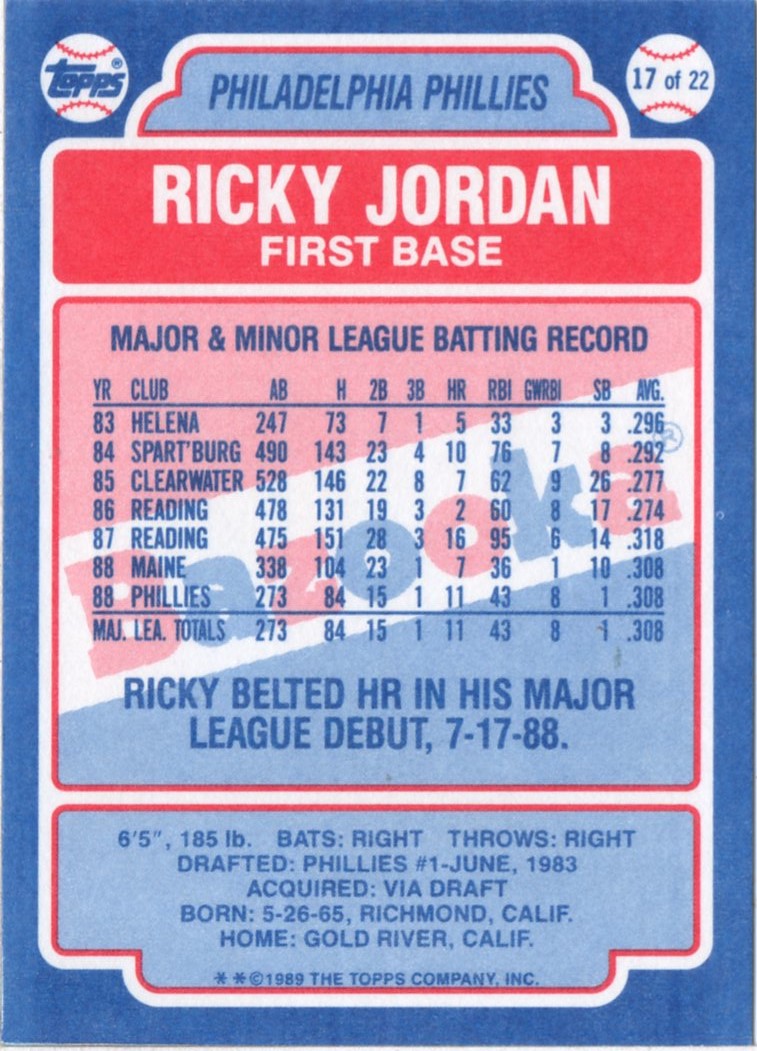 Topps®
17 of 22
PHILADELPHIA PHILLIES
RICKY JORDAN
FIRST BASE
MAJOR & MINOR LEAGUE BATTING RECORD
YR CLUB AB H 2B 3B HR RBI GWRBI SB AVG.
83 HELENA 247 73 7 1 5 33 3 3 .296
84 SPART'BURG 490 143 23 4 10 76 7 8 .292
85 CLEARWATER 528 146 22 8 7 62 9 26 .277
86 READING 478 131 19 3 2 60 8 17 .274
87 READING 475 151 28 3 16 95 6 14 .318
88 MAINE 338 104 23 1 7 36 1 10 .308
88 PHILLIES 273 84 15 1 11 43 8 1 .308
MAJ. LEA. TOTALS 273 84 15 1 11 43 8 1 .308
Bazooka®
RICKY BELTED HR IN HIS MAJOR
LEAGUE DEBUT, 7-17-88.
6'5", 185 lb. BATS: RIGHT THROWS: RIGHT
DRAFTED: PHILLIES #1-JUNE, 1983
ACQUIRED: VIA DRAFT
BORN: 5-26-65, RICHMOND, CALIF.
HOME: GOLD RIVER, CALIF.
**©1989 THE TOPPS COMPANY, INC.